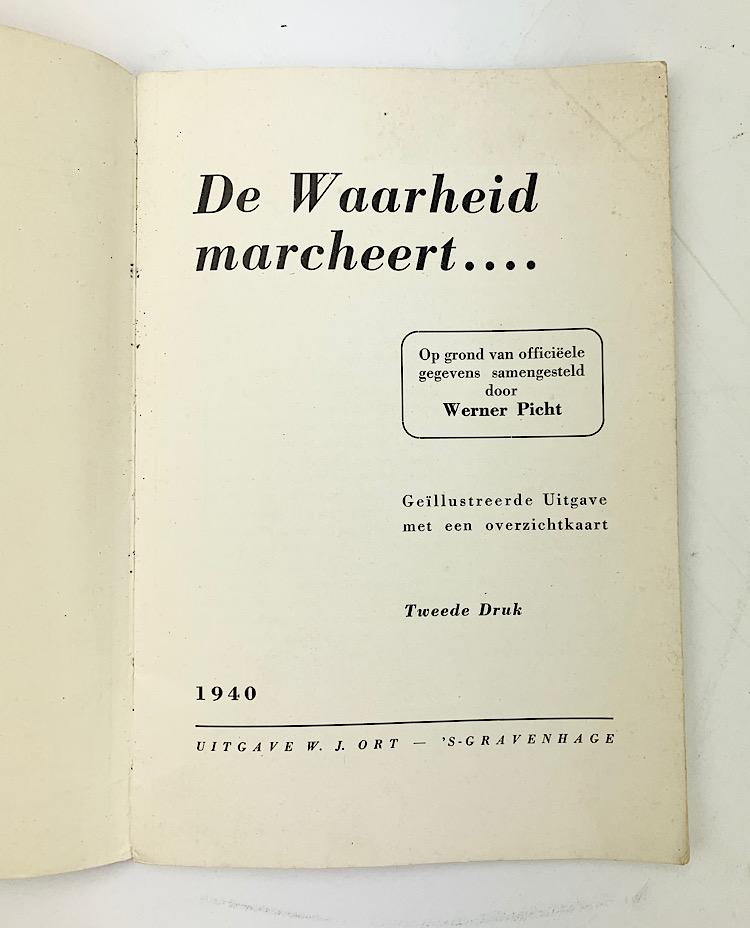 De Waarheid
marcheert....
Op grond van officiëele
gegevens samengesteld
door
Werner Picht
Geïllustreerde Uitgave
met een overzichtkaart
Tweede Druk
1940
UITGAVE W. J. ORT — 'S-GRAVENHAGE